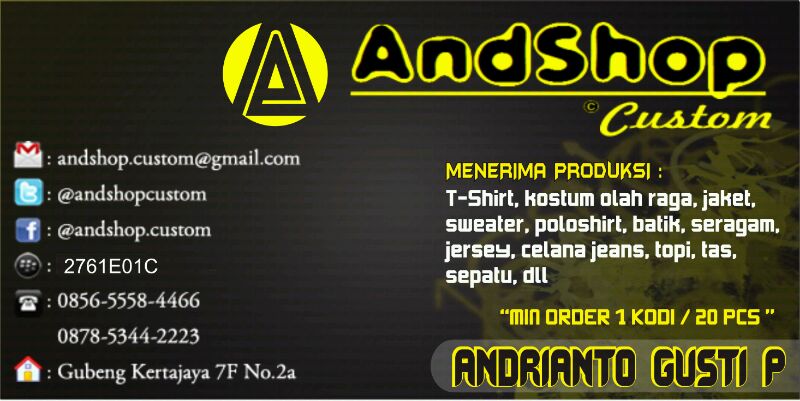 AndShop
© Custom
: andshop.custom@gmail.com
: @andshopcustom
: @andshop.custom
: 2761E01C
: 0856-5558-4466
0878-5344-2223
: Gubeng Kertajaya 7F No.2a
MENERIMA PRODUKSI :
T-Shirt, kostum olah raga, jaket,
sweater, poloshirt, batik, seragam,
jersey, celana jeans, topi, tas,
sepatu, dll
“MIN ORDER 1 KODI / 20 PCS ”
ANDRIANTO GUSTI P